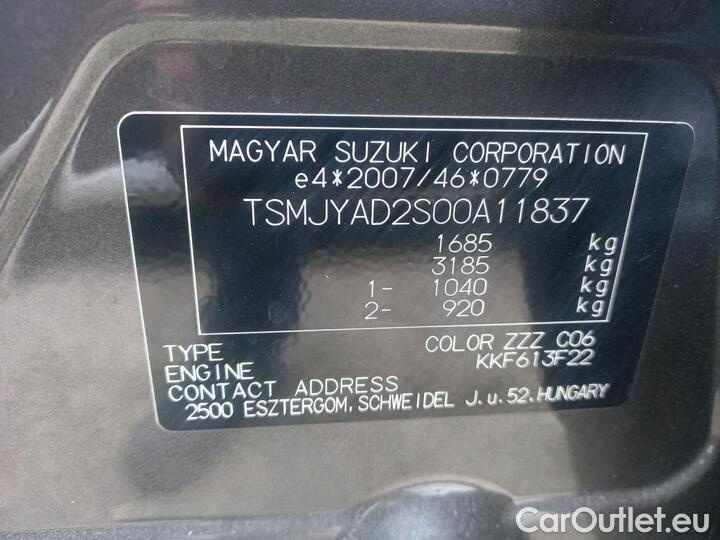 MAGYAR SUZUKI CORPORATION
e4*2007/46*0779
TSMJYAD2S00A11837
1685 kg
3185 kg
1- 1040 kg
2- 920 kg
TYPE COLOR ZZZ C06
ENGINE KKF613F22
CONTACT ADDRESS
2500 ESZTERGOM, SCHWEIDEL J.u.52.HUNGARY
CarOutlet.eu